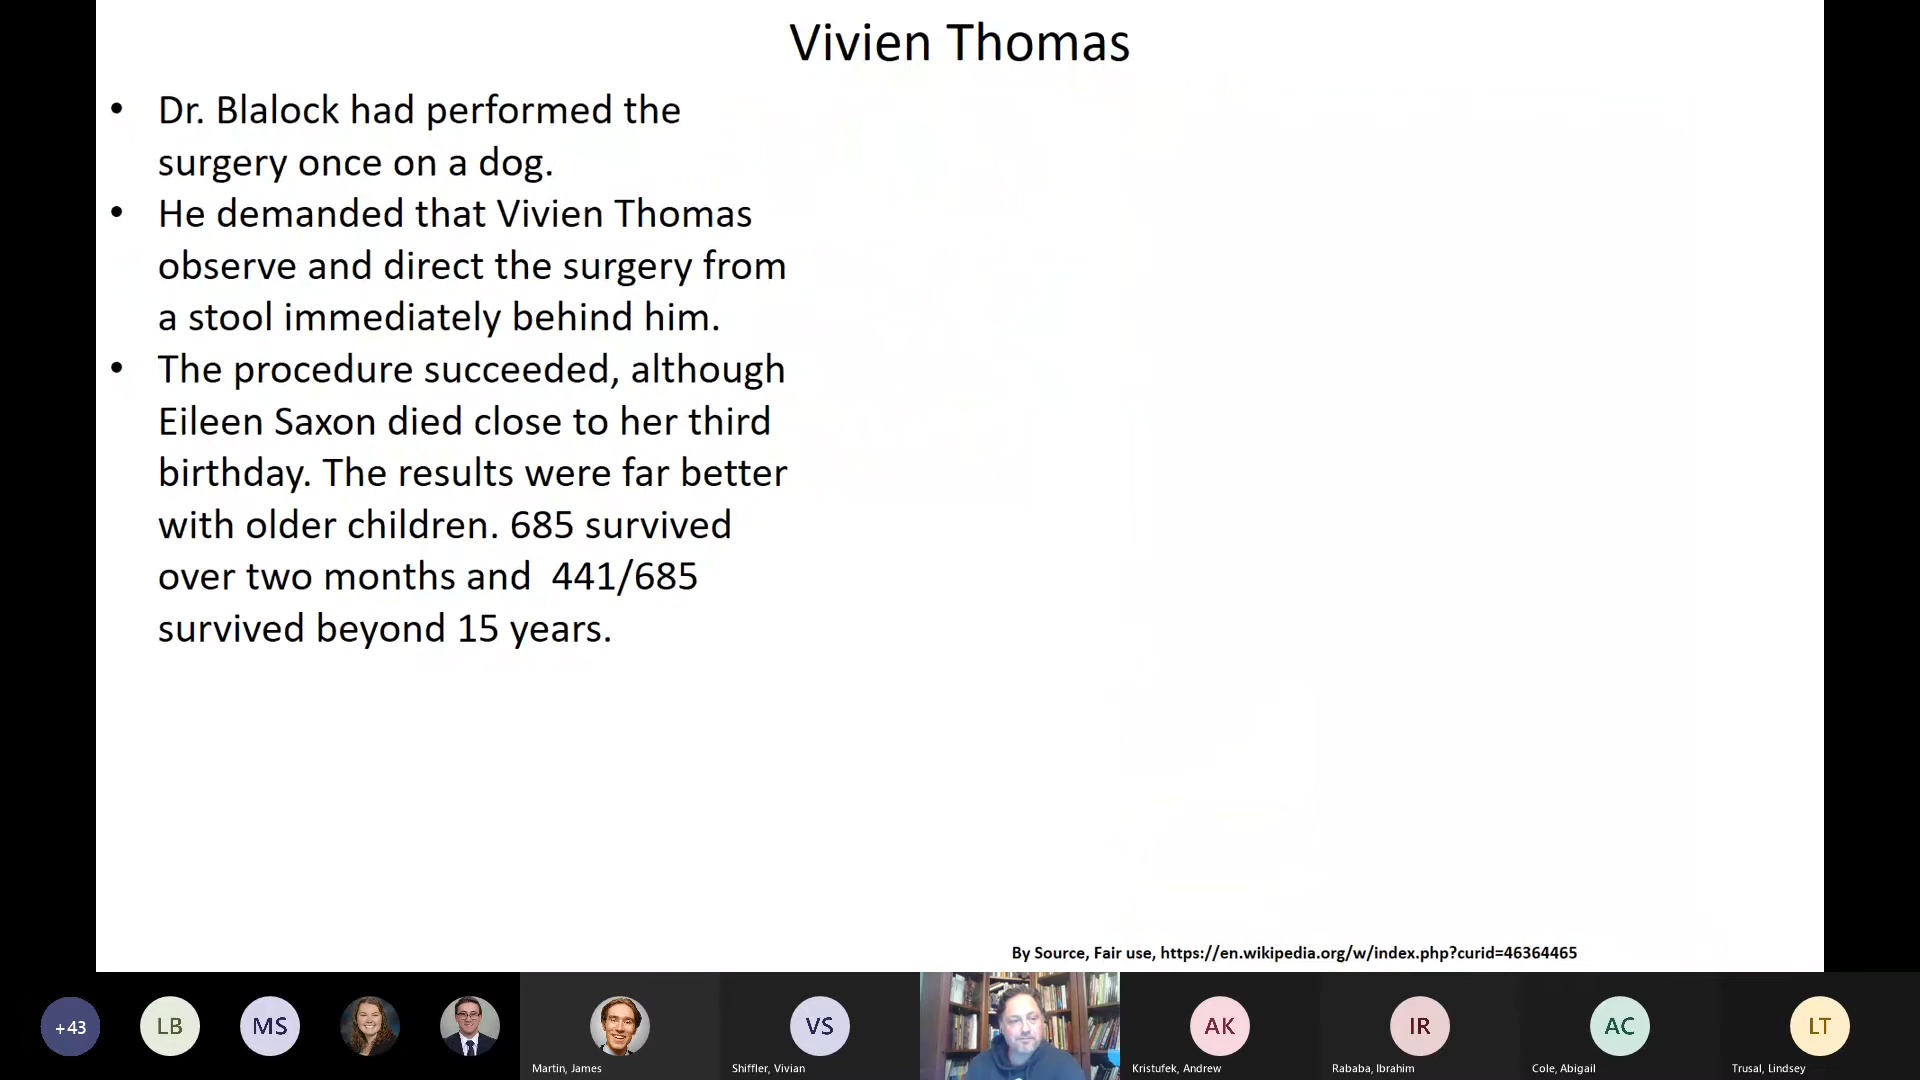 Vivien Thomas
• Dr. Blalock had performed the
surgery once on a dog.
• He demanded that Vivien Thomas
observe and direct the surgery from
a stool immediately behind him.
• The procedure succeeded, although
Eileen Saxon died close to her third
birthday. The results were far better
with older children. 685 survived
over two months and  441/685
survived beyond 15 years.
By Source, Fair use, https://en.wikipedia.org/w/index.php?curid=46364465
+43
LB
MS
Martin, James
VS
Shiffler, Vivian
AK
Kristufek, Andrew
IR
Rababa, Ibrahim
AC
Cole, Abigail
LT
Trusal, Lindsey